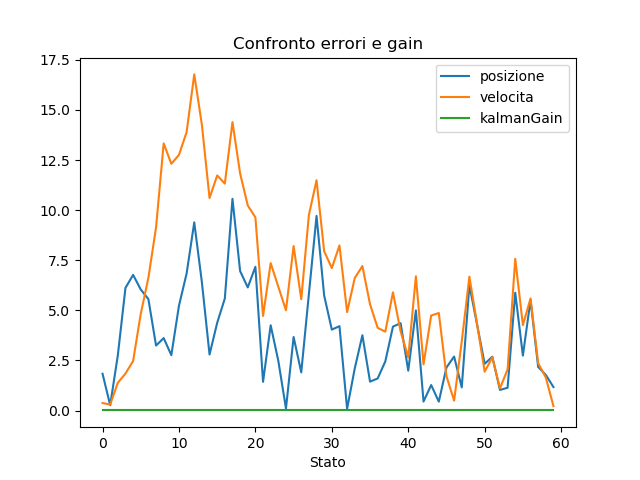 Confronto errori e gain
posizione
velocita
kalmanGain
17.5
15.0
12.5
10.0
7.5
5.0
2.5
0.0
0 10 20 30 40 50 60
Stato